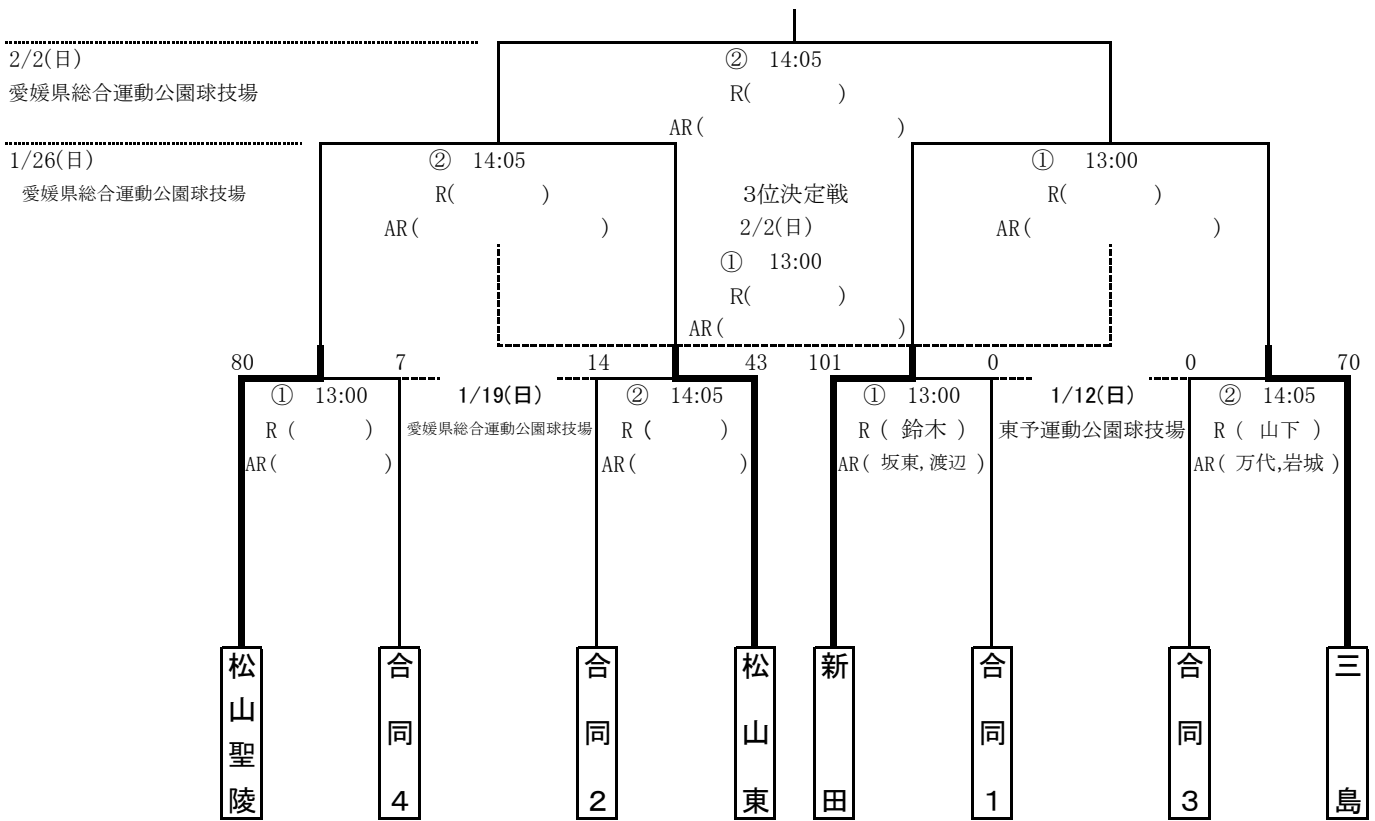 2/2(日)
愛媛県総合運動公園球技場
② 14:05
R( )
AR( )
1/26(日)
愛媛県総合運動公園球技場
② 14:05
R( )
AR( )
3位決定戦
2/2(日)
① 13:00
R( )
AR( )
① 13:00
R( )
AR( )
80 7 14 43 101 0 0 70
① 13:00
R ( )
AR( )
1/19(日)
愛媛県総合運動公園球技場
② 14:05
R ( )
AR( )
① 13:00
R ( 鈴木 )
AR( 坂東,渡辺 )
1/12(日)
東予運動公園球技場
② 14:05
R ( 山下 )
AR( 万代,岩城 )
松山聖陵
合同4
合同2
松山東
新田
合同1
合同3
三島